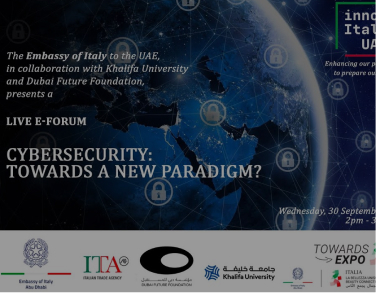 inno
Ital
UA
Enhancing our p
to prepare ou
The Embassy of Italy to the UAE,
in collaboration with Khalifa University
and Dubai Future Foundation,
presents a
LIVE E-FORUM
CYBERSECURITY:
TOWARDS A NEW PARADIGM?
Wednesday, 30 Septemb
2pm - 3
Embassy of Italy
Abu Dhabi
ITA
ITALIAN TRADE AGENCY
DUBAI FUTURE FOUNDATION
جامعة خليفة
Khalifa University
TOWARDS
EXPO
ITALIA